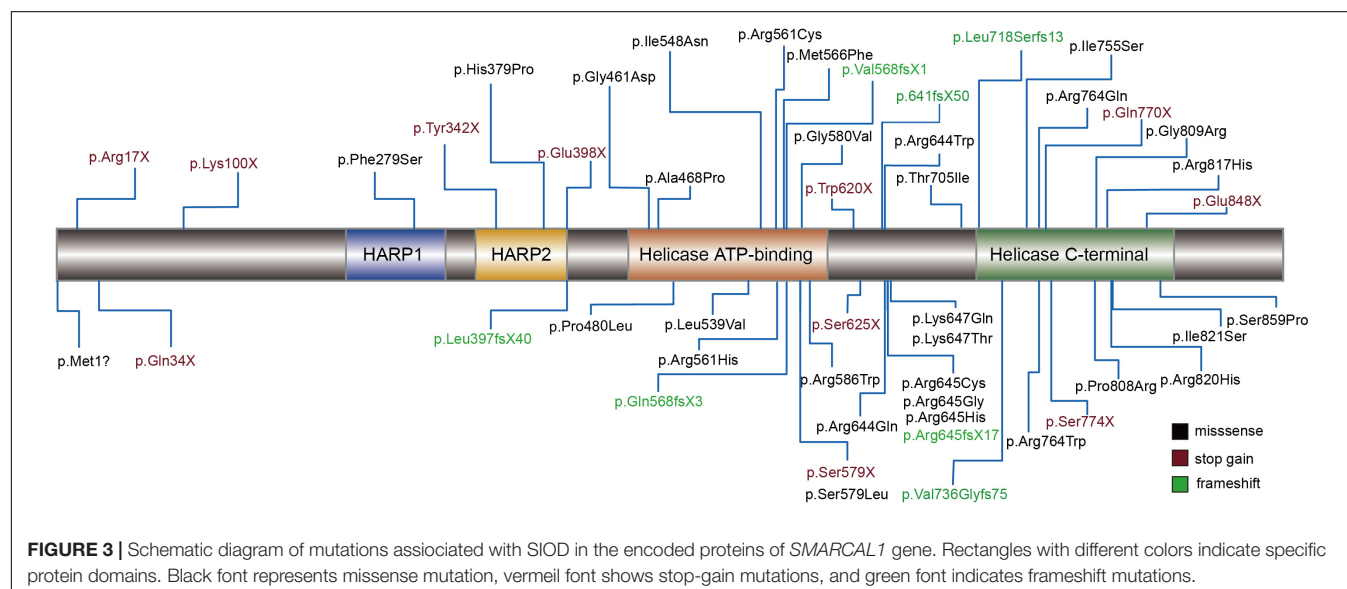 p.Arg561Cys
p.Leu718Serfs13
p.Ile548Asn
p.Ile755Ser
p.Met566Phe
p.His379Pro
p.Val568fsX1
p.Gly461Asp
p.641fsX50
p.Arg764Gln
p.Gln770X
p.Tyr342X
p.Gly580Val
p.Gly809Arg
p.Arg644Trp
p.Arg17X
p.Lys100X
p.Phe279Ser
p.Glu398X
p.Arg817His
p.Ala468Pro
p.Thr705Ile
p.Trp620X
p.Glu848X
HARP1
HARP2
Helicase ATP-binding
Helicase C-terminal
p.Met1?
p.Gln34X
p.Leu397fsX40
p.Pro480Leu
p.Leu539Val
p.Ser625X
p.Lys647Gln
p.Lys647Thr
p.Ser859Pro
p.Ile821Ser
p.Arg561His
p.Arg586Trp
p.Arg645Cys
p.Arg645Gly
p.Arg645His
p.Arg645fsX17
p.Pro808Arg
p.Arg820His
p.Gln568fsX3
p.Arg644Gln
p.Ser774X
p.Arg764Trp
p.Ser579X
p.Ser579Leu
p.Val736Glyfs75
misssense
stop gain
frameshift
FIGURE 3 | Schematic diagram of mutations assiociated with SIOD in the encoded proteins of SMARCAL1 gene. Rectangles with different colors indicate specific
protein domains. Black font represents missense mutation, vermeil font shows stop-gain mutations, and green font indicates frameshift mutations.